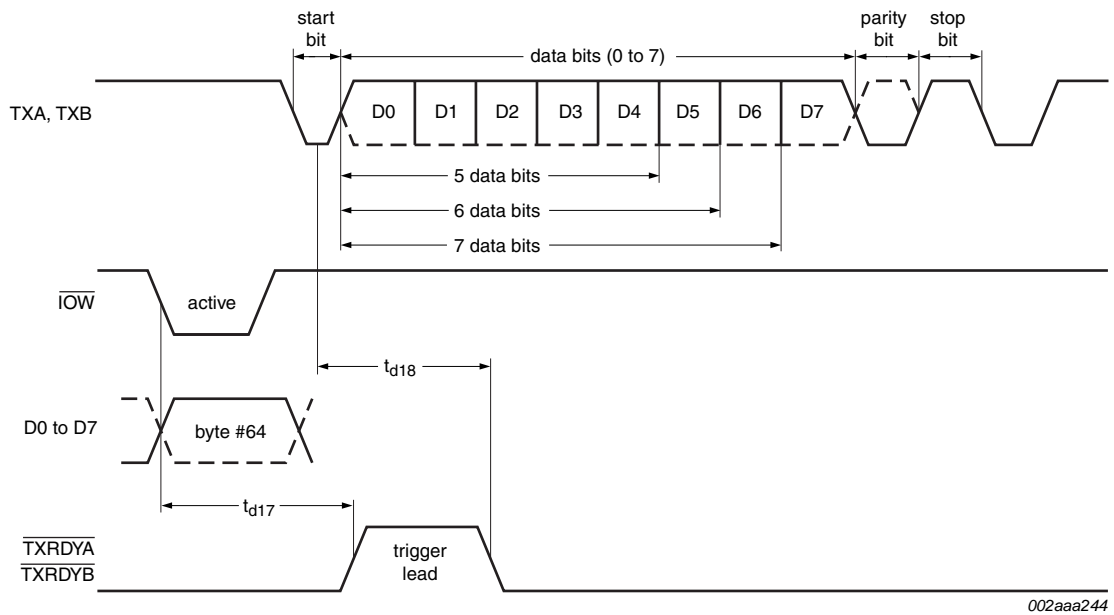 start
bit
data bits (0 to 7)
parity
bit
stop
bit
TXA, TXB
D0 D1 D2 D3 D4 D5 D6 D7
5 data bits
6 data bits
7 data bits
IOW
active
td18
D0 to D7
byte #64
td17
TXRDYA
TXRDYB
trigger
lead
002aaa244